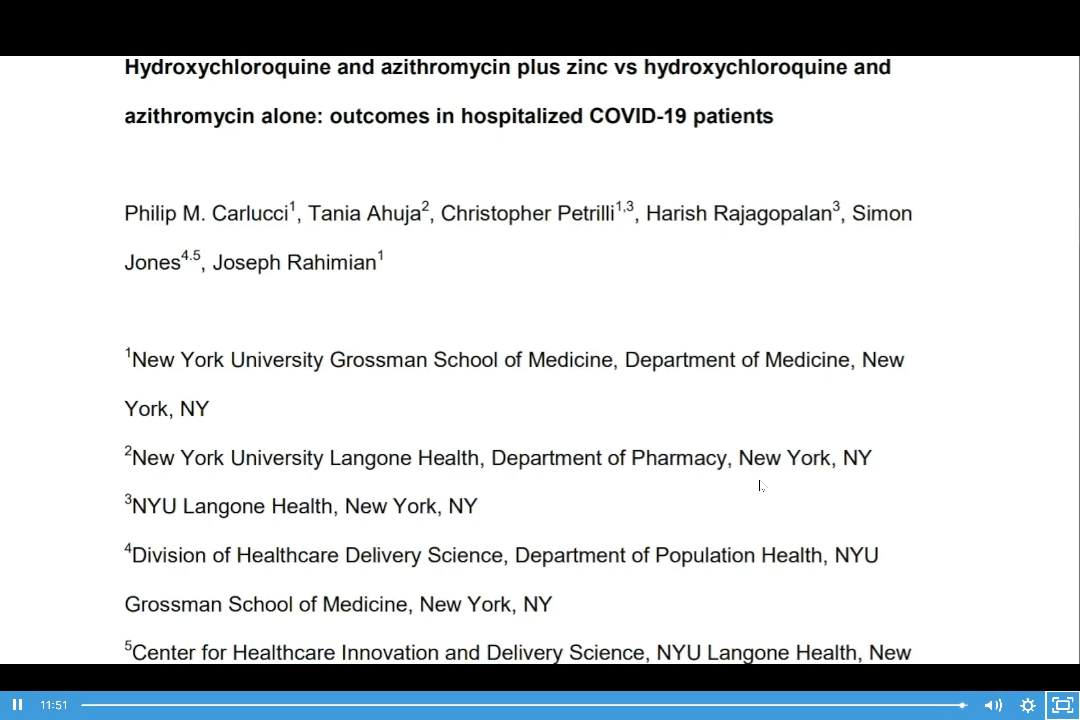 Hydroxychloroquine and azithromycin plus zinc vs hydroxychloroquine and
azithromycin alone: outcomes in hospitalized COVID-19 patients
Philip M. Carlucci1, Tania Ahuja2, Christopher Petrilli1,3, Harish Rajagopalan3, Simon
Jones4.5, Joseph Rahimian1
1New York University Grossman School of Medicine, Department of Medicine, New
York, NY
2New York University Langone Health, Department of Pharmacy, New York, NY
3NYU Langone Health, New York, NY
4Division of Healthcare Delivery Science, Department of Population Health, NYU
Grossman School of Medicine, New York, NY
5Center for Healthcare Innovation and Delivery Science, NYU Langone Health, New
11:51